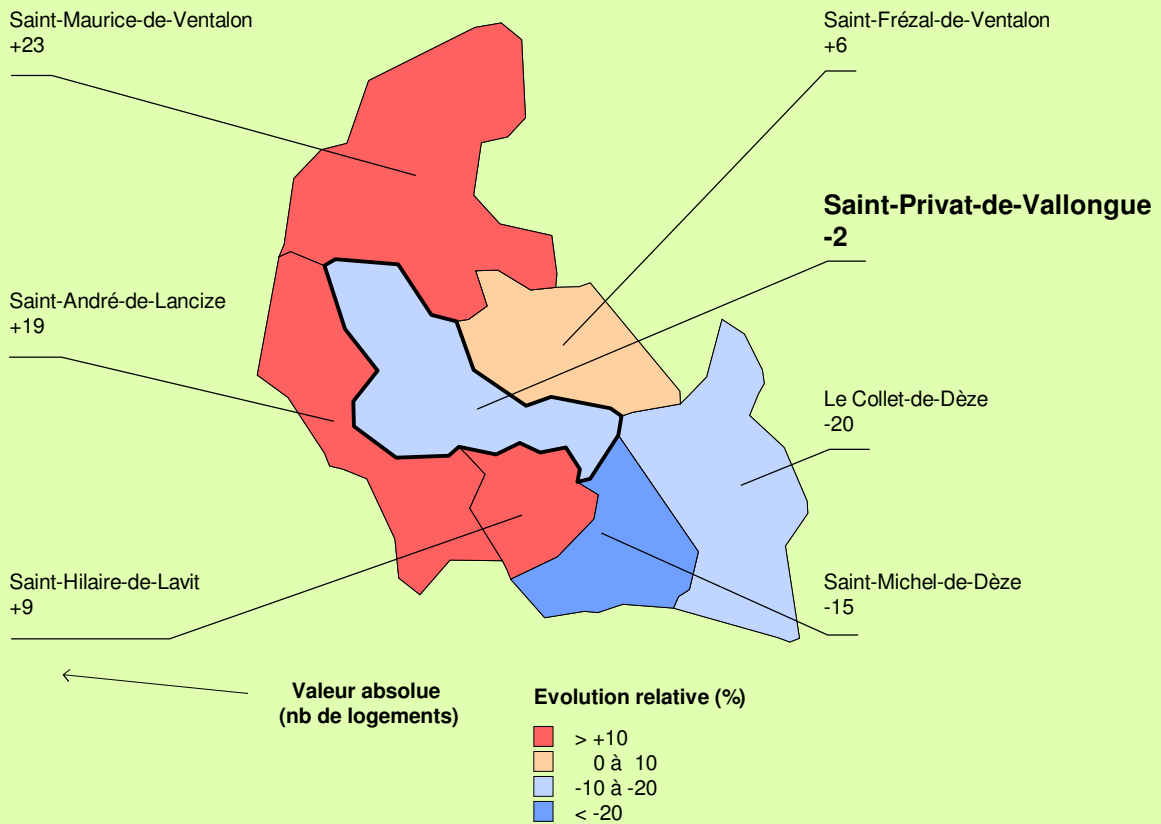 Saint-Maurice-de-Ventalon
+23
Saint-Frézal-de-Ventalon
+6
Saint-Privat-de-Vallongue
-2
Saint-André-de-Lancize
+19
Le Collet-de-Dèze
-20
Saint-Hilaire-de-Lavit
+9
Saint-Michel-de-Dèze
-15
Valeur absolue
(nb de logements)
Evolution relative (%)
> +10
0 à 10
-10 à -20
< -20